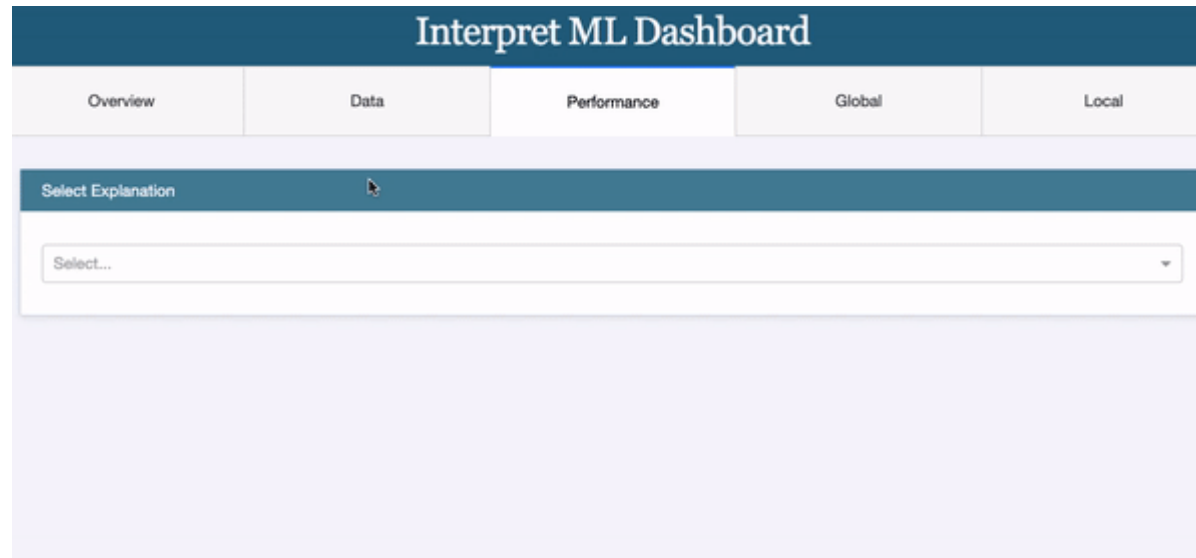 Interpret ML Dashboard
Overview Data Performance Global Local
Select Explanation
Select...